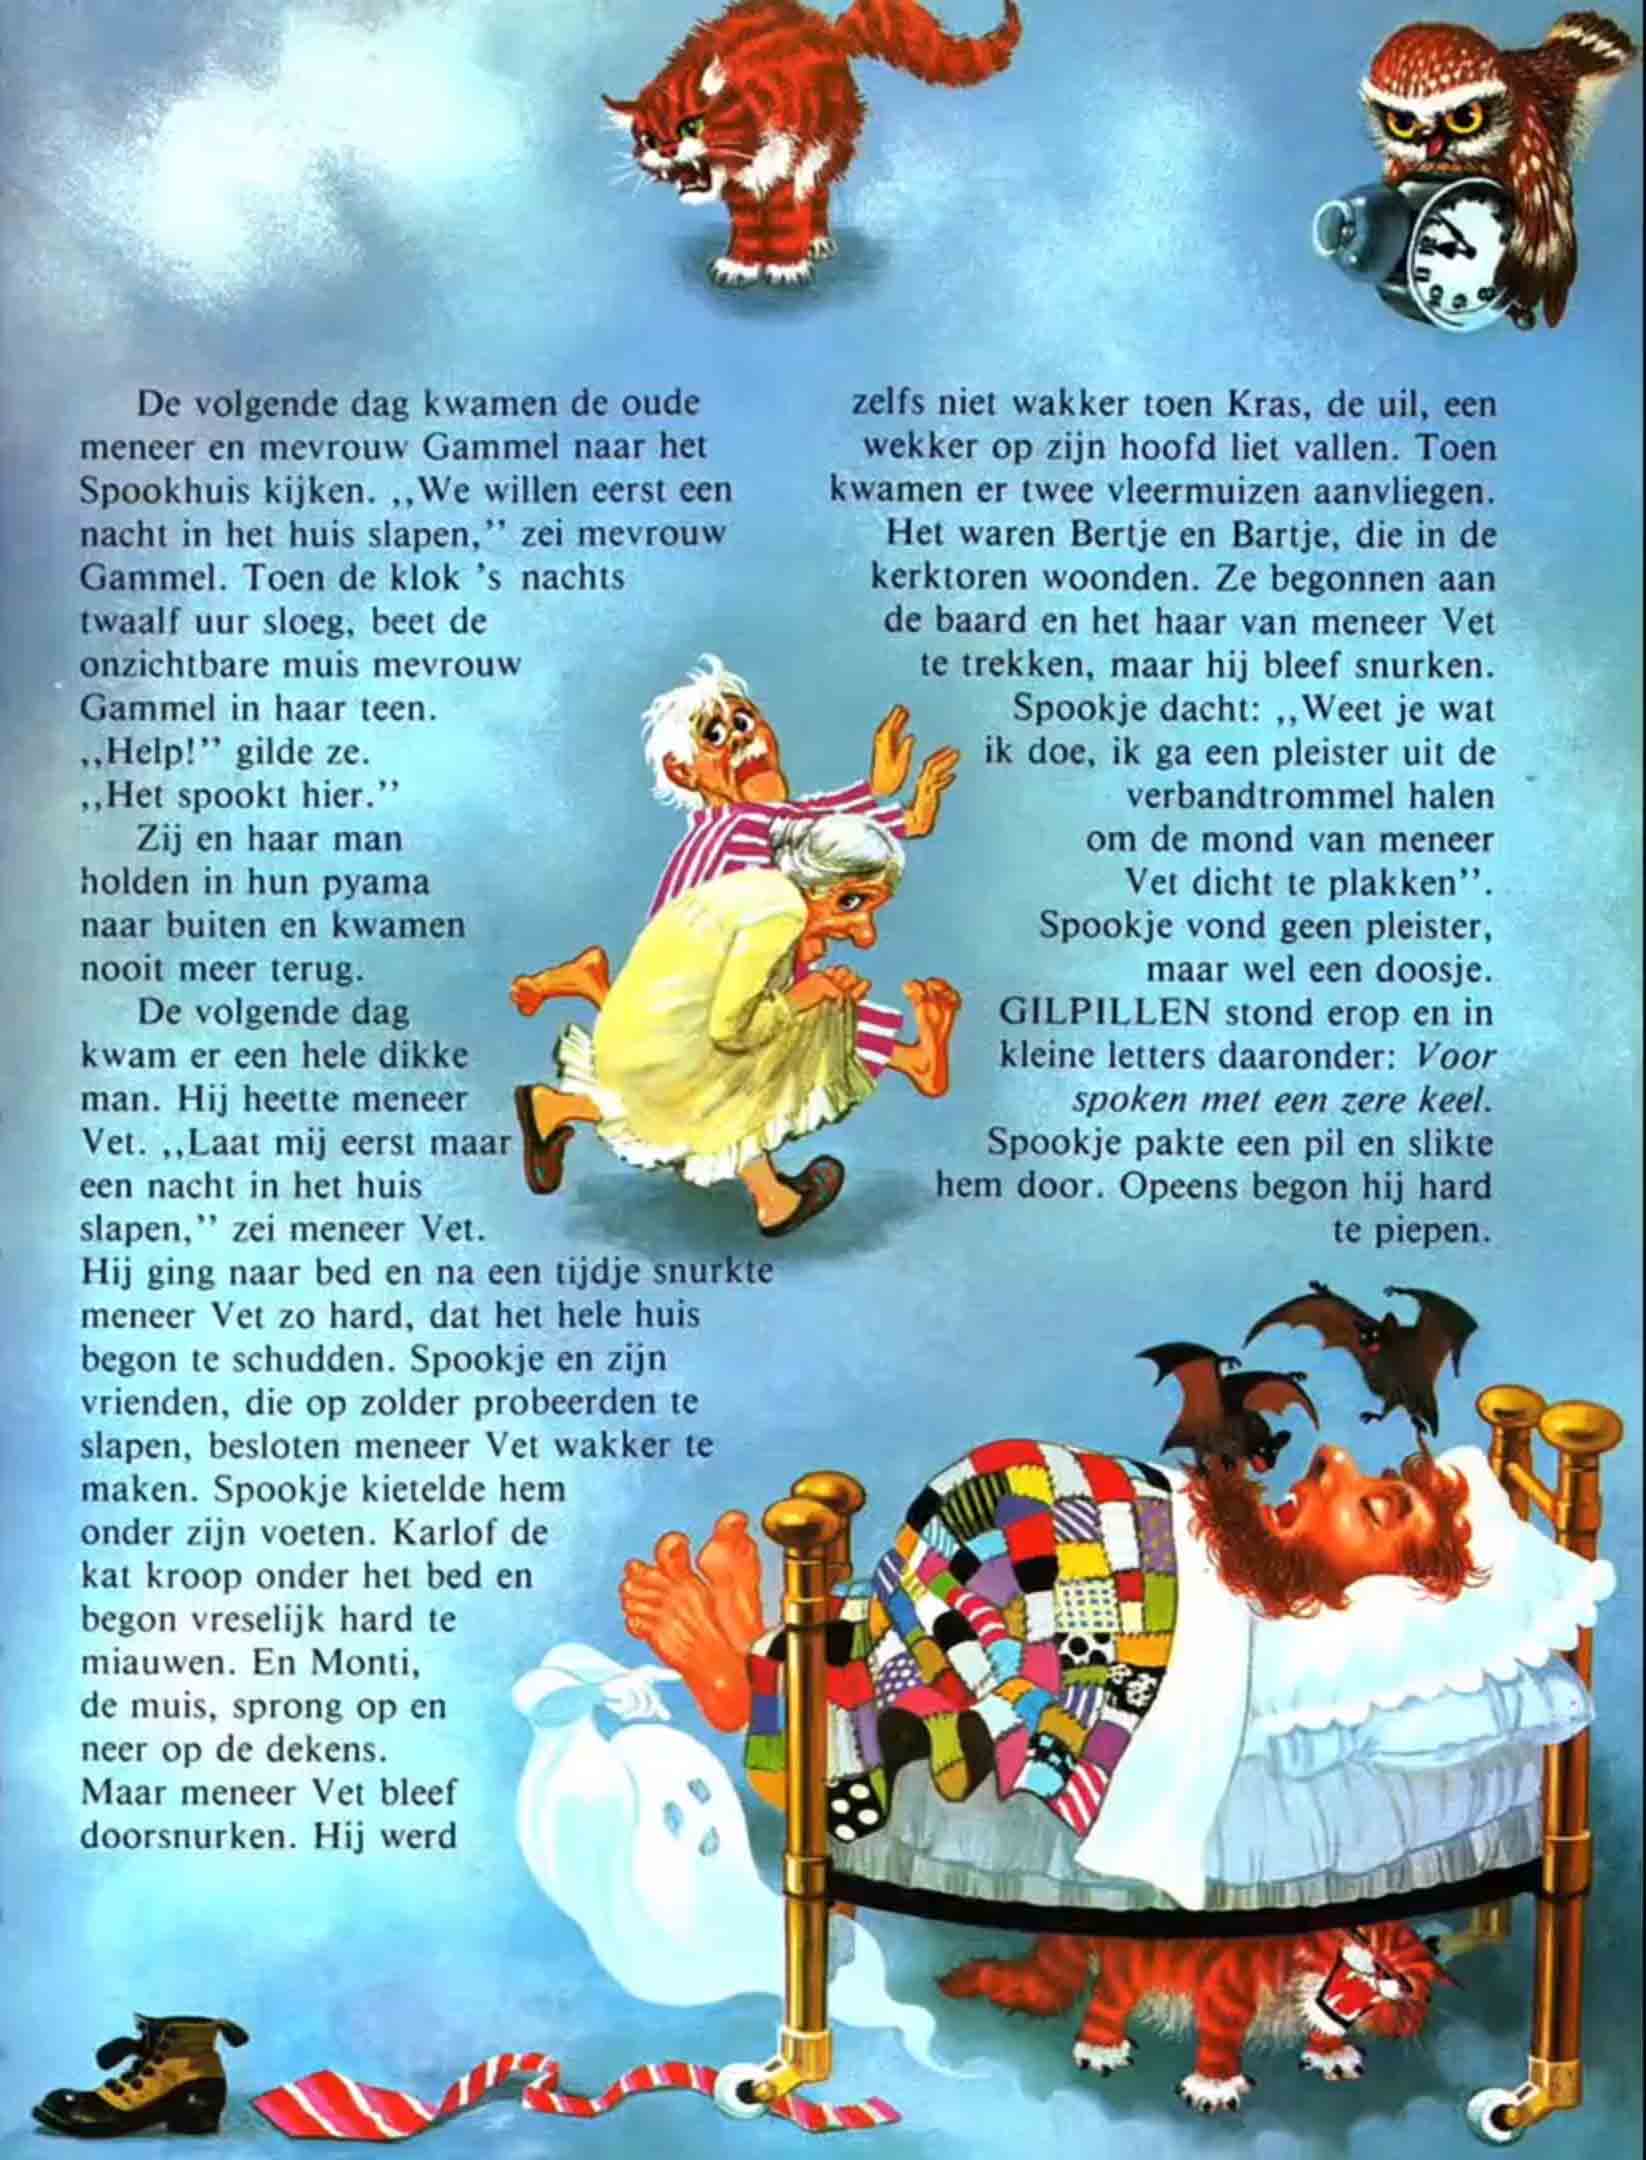 De volgende dag kwamen de oude
meneer en mevrouw Gammel naar het
Spookhuis kijken. ,,We willen eerst een
nacht in het huis slapen,” zei mevrouw
Gammel. Toen de klok ’s nachts
twaalf uur sloeg, beet de
onzichtbare muis mevrouw
Gammel in haar teen.
,,Help!” gilde ze.
,,Het spookt hier.”
Zij en haar man
holden in hun pyama
naar buiten en kwamen
nooit meer terug.
De volgende dag
kwam er een hele dikke
man. Hij heette meneer
Vet. ,,Laat mij eerst maar
een nacht in het huis
slapen,” zei meneer Vet.
Hij ging naar bed en na een tijdje snurkte
meneer Vet zo hard, dat het hele huis
begon te schudden. Spookje en zijn
vrienden, die op zolder probeerden te
slapen, besloten meneer Vet wakker te
maken. Spookje kietelde hem
onder zijn voeten. Karlof de
kat kroop onder het bed en
begon vreselijk hard te
miauwen. En Monti,
de muis, sprong op en
neer op de dekens.
Maar meneer Vet bleef
doorsnurken. Hij werd
zelfs niet wakker toen Kras, de uil, een
wekker op zijn hoofd liet vallen. Toen
kwamen er twee vleermuizen aanvliegen.
Het waren Bertje en Bartje, die in de
kerktoren woonden. Ze begonnen aan
de baard en het haar van meneer Vet
te trekken, maar hij bleef snurken.
Spookje dacht: ,,Weet je wat
ik doe, ik ga een pleister uit de
verbandtrommel halen
om de mond van meneer
Vet dicht te plakken”.
Spookje vond geen pleister,
maar wel een doosje.
GILPILLEN stond erop en in
kleine letters daaronder: Voor
spoken met een zere keel.
Spookje pakte een pil en slikte
hem door. Opeens begon hij hard
te piepen.